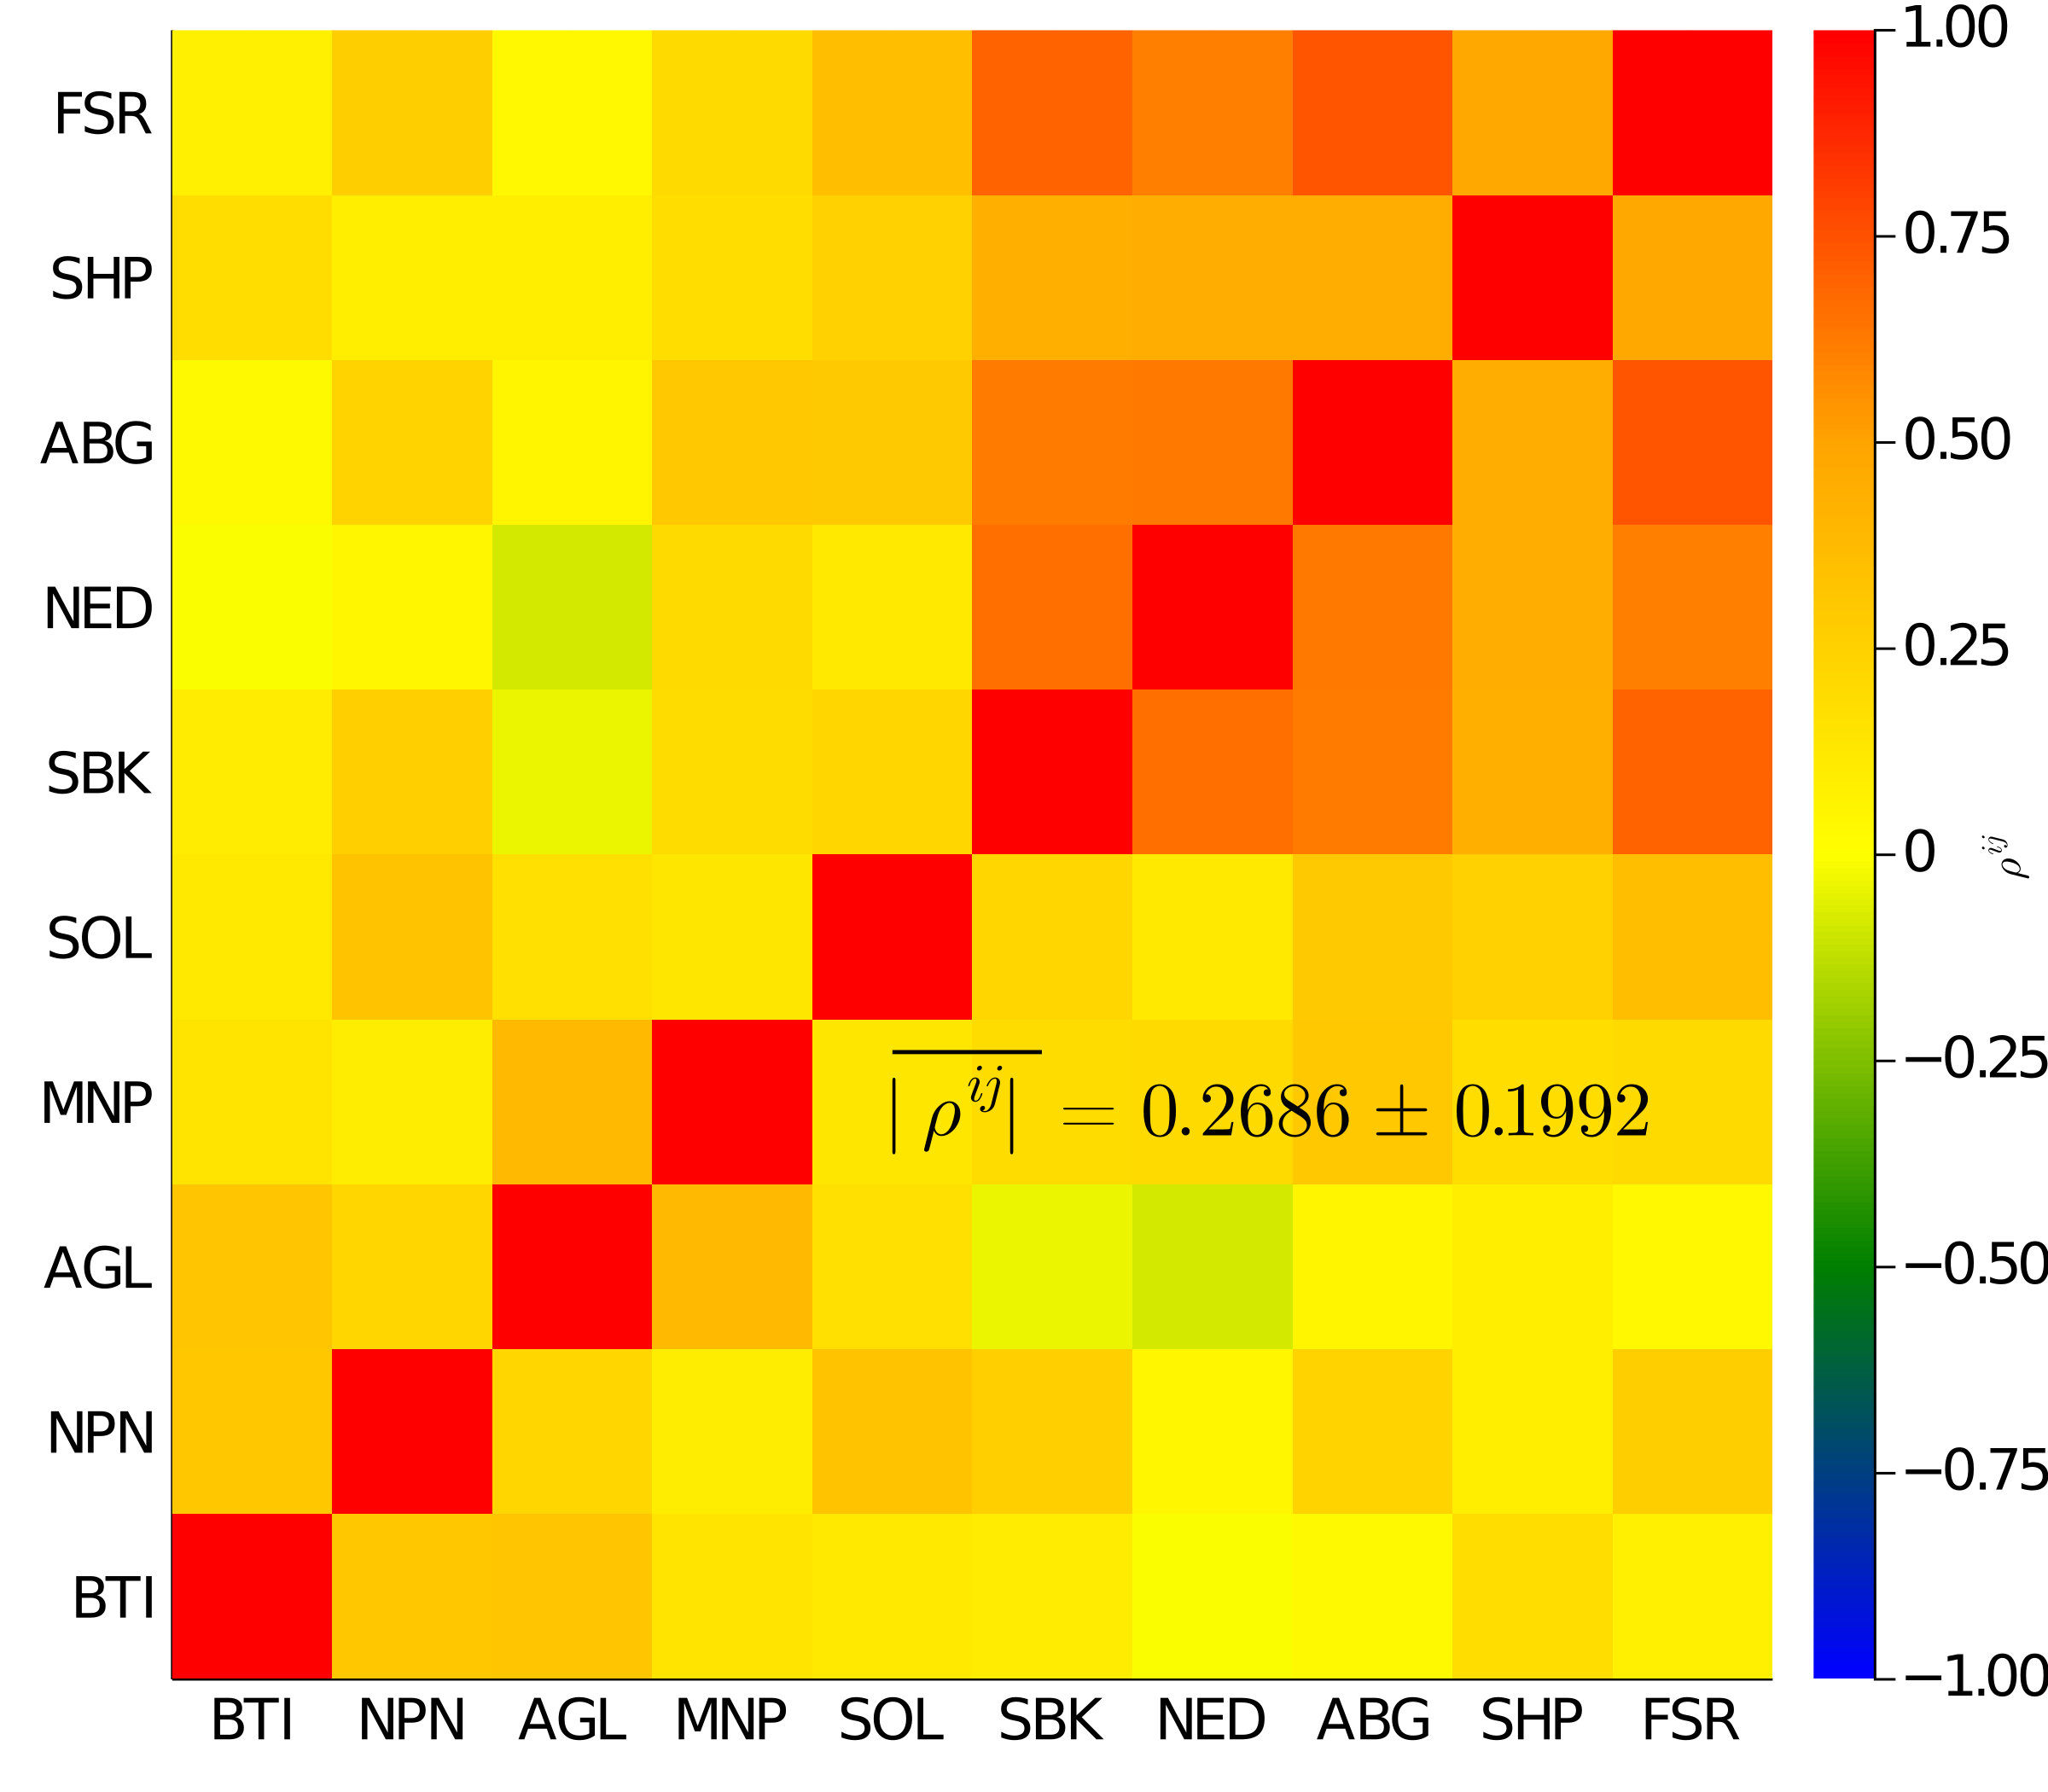 FSR
SHP
ABG
NED
SBK
SOL
MNP
AGL
NPN
BTI
BTI NPN AGL MNP SOL SBK NED ABG SHP FSR
|ρ^{ij}| = 0.2686 ± 0.1992
1.00
0.75
0.50
0.25
0
−0.25
−0.50
−0.75
−1.00
ρ^{ij}